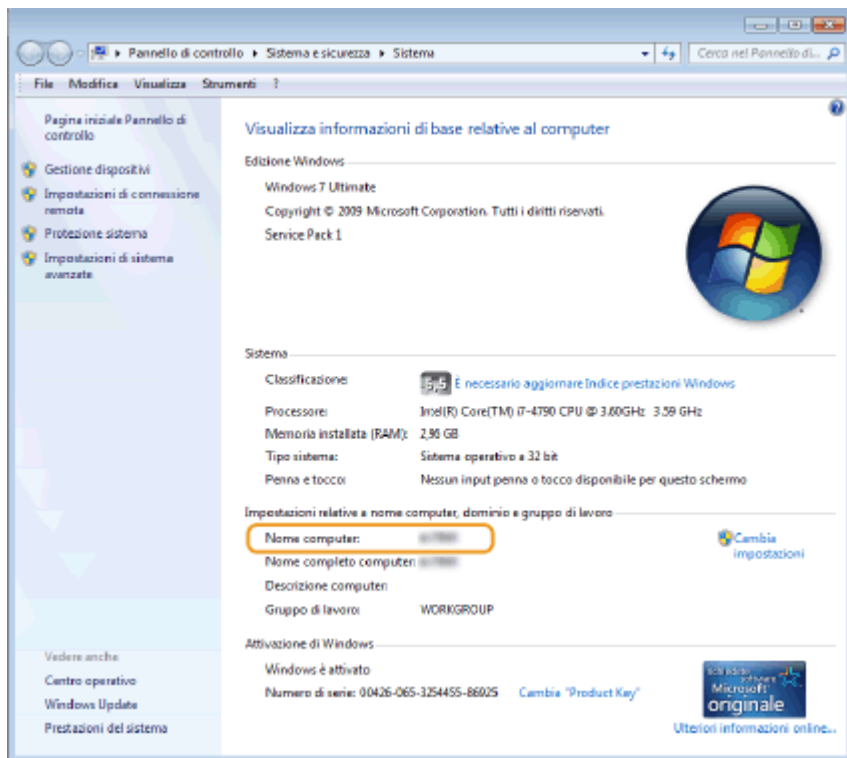 Pannello di controllo ▸ Sistema e sicurezza ▸ Sistema
Cerca nel Pannello di...
File Modifica Visualizza Strumenti ?
Pagina iniziale Pannello di
controllo
Gestione dispositivi
Impostazioni di connessione
remota
Protezione sistema
Impostazioni di sistema
avanzate
Visualizza informazioni di base relative al computer
Edizione Windows
Windows 7 Ultimate
Copyright © 2009 Microsoft Corporation. Tutti i diritti riservati.
Service Pack 1
Sistema
Classificazione: 5,5 È necessario aggiornare Indice prestazioni Windows
Processore: Intel(R) Core(TM) i7-4790 CPU @ 3.60GHz 3.59 GHz
Memoria installata (RAM): 2,96 GB
Tipo sistema: Sistema operativo a 32 bit
Penna e tocco: Nessun input penna o tocco disponibile per questo schermo
Impostazioni relative a nome computer, dominio e gruppo di lavoro
Nome computer:
Cambia
impostazioni
Nome completo computer:
Descrizione computer:
Gruppo di lavoro: WORKGROUP
Attivazione di Windows
Windows è attivato
Numero di serie: 00426-065-3254455-86925 Cambia "Product Key"
richiedete
software
Microsoft
originale
Ulteriori informazioni online...
Vedere anche
Centro operativo
Windows Update
Prestazioni del sistema